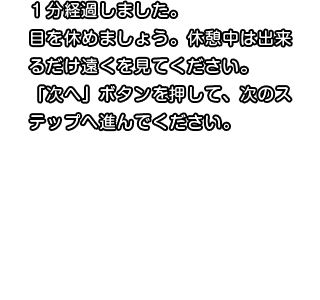 １分経過しました。
目を休めましょう。休憩中は出来
るだけ遠くを見てください。
「次へ」ボタンを押して、次のス
テップへ進んでください。